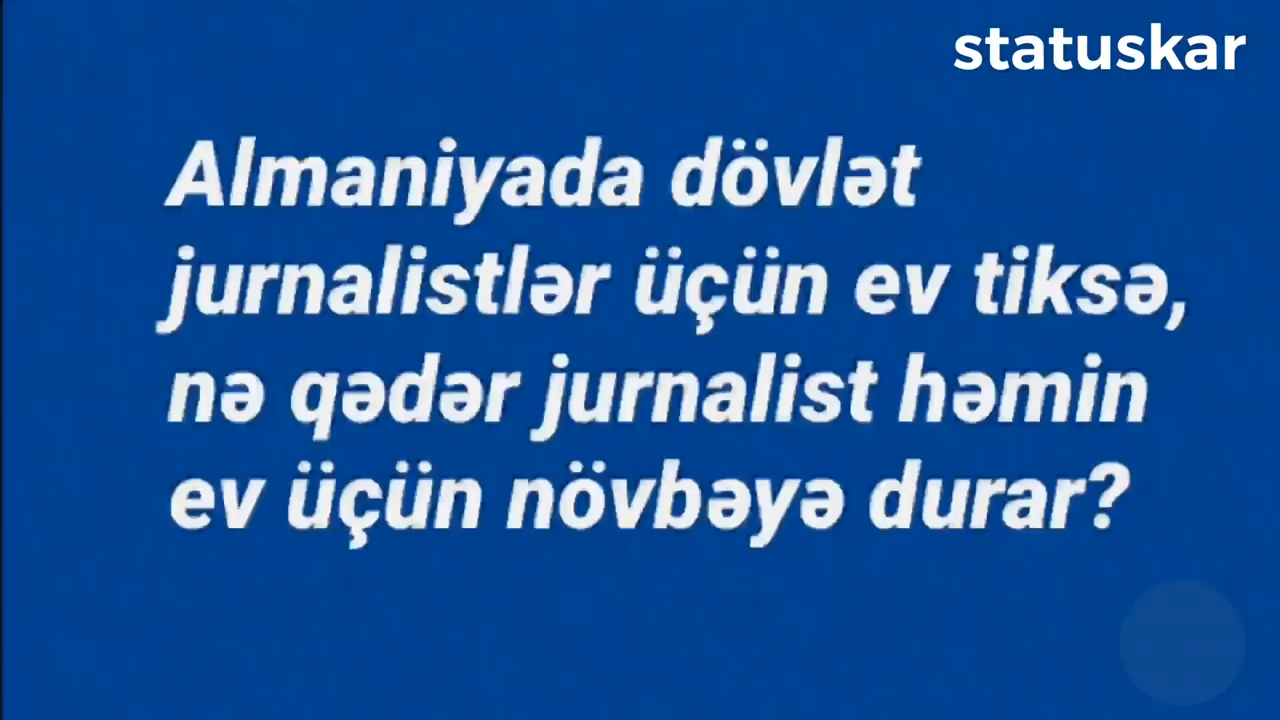 statuskar
Almaniyada dövlət
jurnalistlər üçün ev tiksə,
nə qədər jurnalist həmin
ev üçün növbəyə durar?